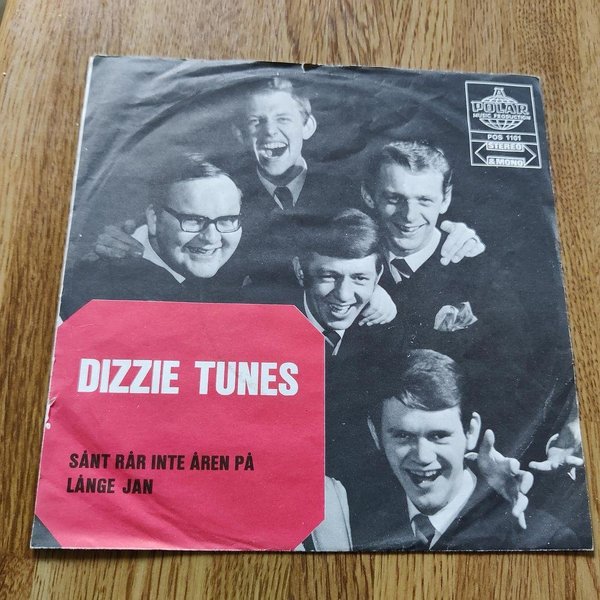 POLAR
MUSIC PRODUCTION
POS 1101
STEREO
& MONO
DIZZIE TUNES
SÅNT RÅR INTE ÅREN PÅ
LÅNGE JAN